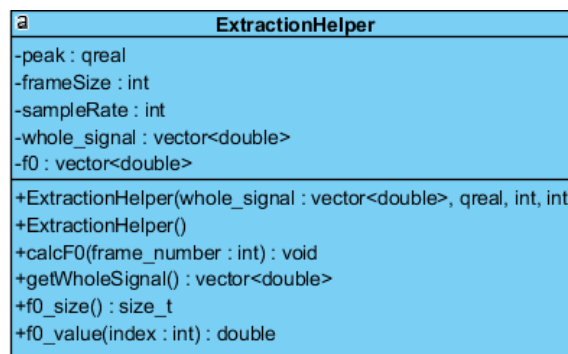 a
ExtractionHelper
-peak : qreal
-frameSize : int
-sampleRate : int
-whole_signal : vector<double>
-f0 : vector<double>
+ExtractionHelper(whole_signal : vector<double>, qreal, int, int
+ExtractionHelper()
+calcF0(frame_number : int) : void
+getWholeSignal() : vector<double>
+f0_size() : size_t
+f0_value(index : int) : double